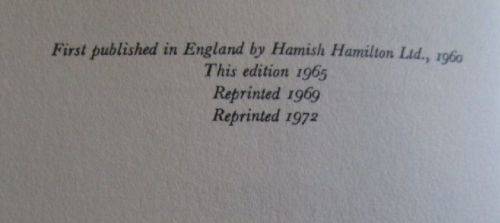 First published in England by Hamish Hamilton Ltd., 1960
This edition 1965
Reprinted 1969
Reprinted 1972